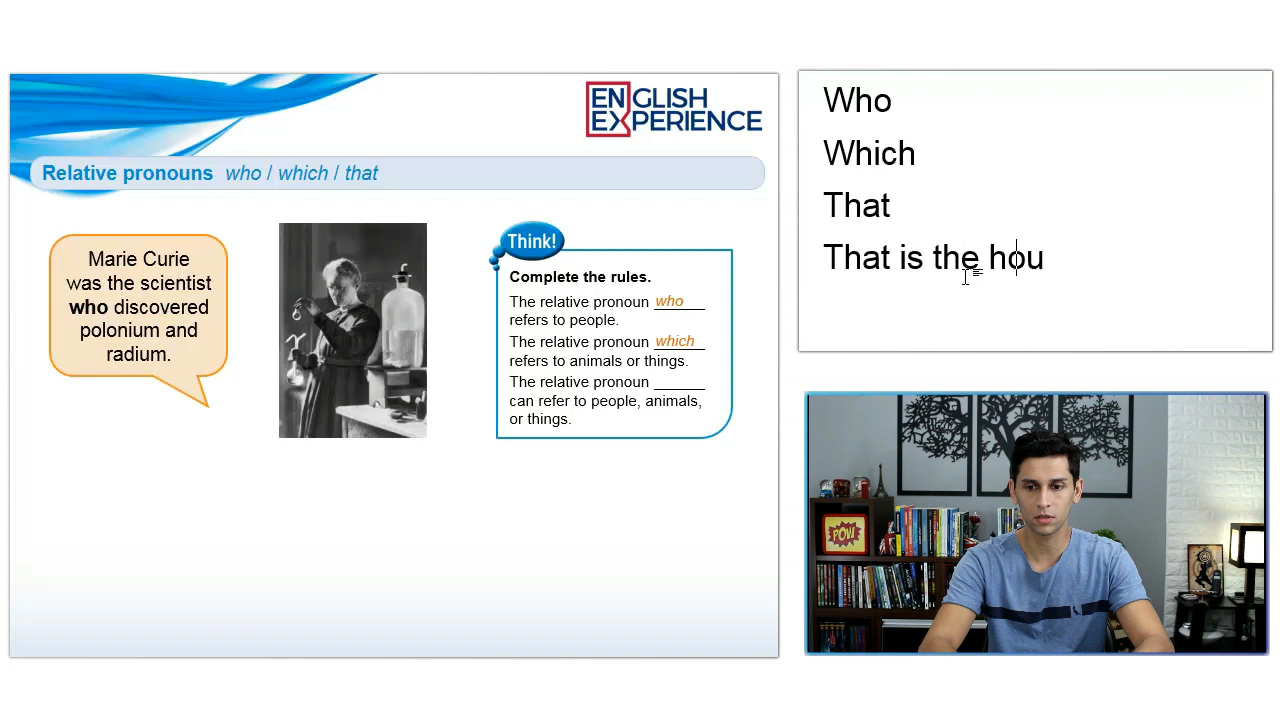 ENGLISH
EXPERIENCE
Relative pronouns who / which / that
Marie Curie
was the scientist
who discovered
polonium and
radium.
Think!
Complete the rules.
The relative pronoun who
refers to people.
The relative pronoun which
refers to animals or things.
The relative pronoun ______
can refer to people, animals,
or things.
Who
Which
That
That is the hou
POW!